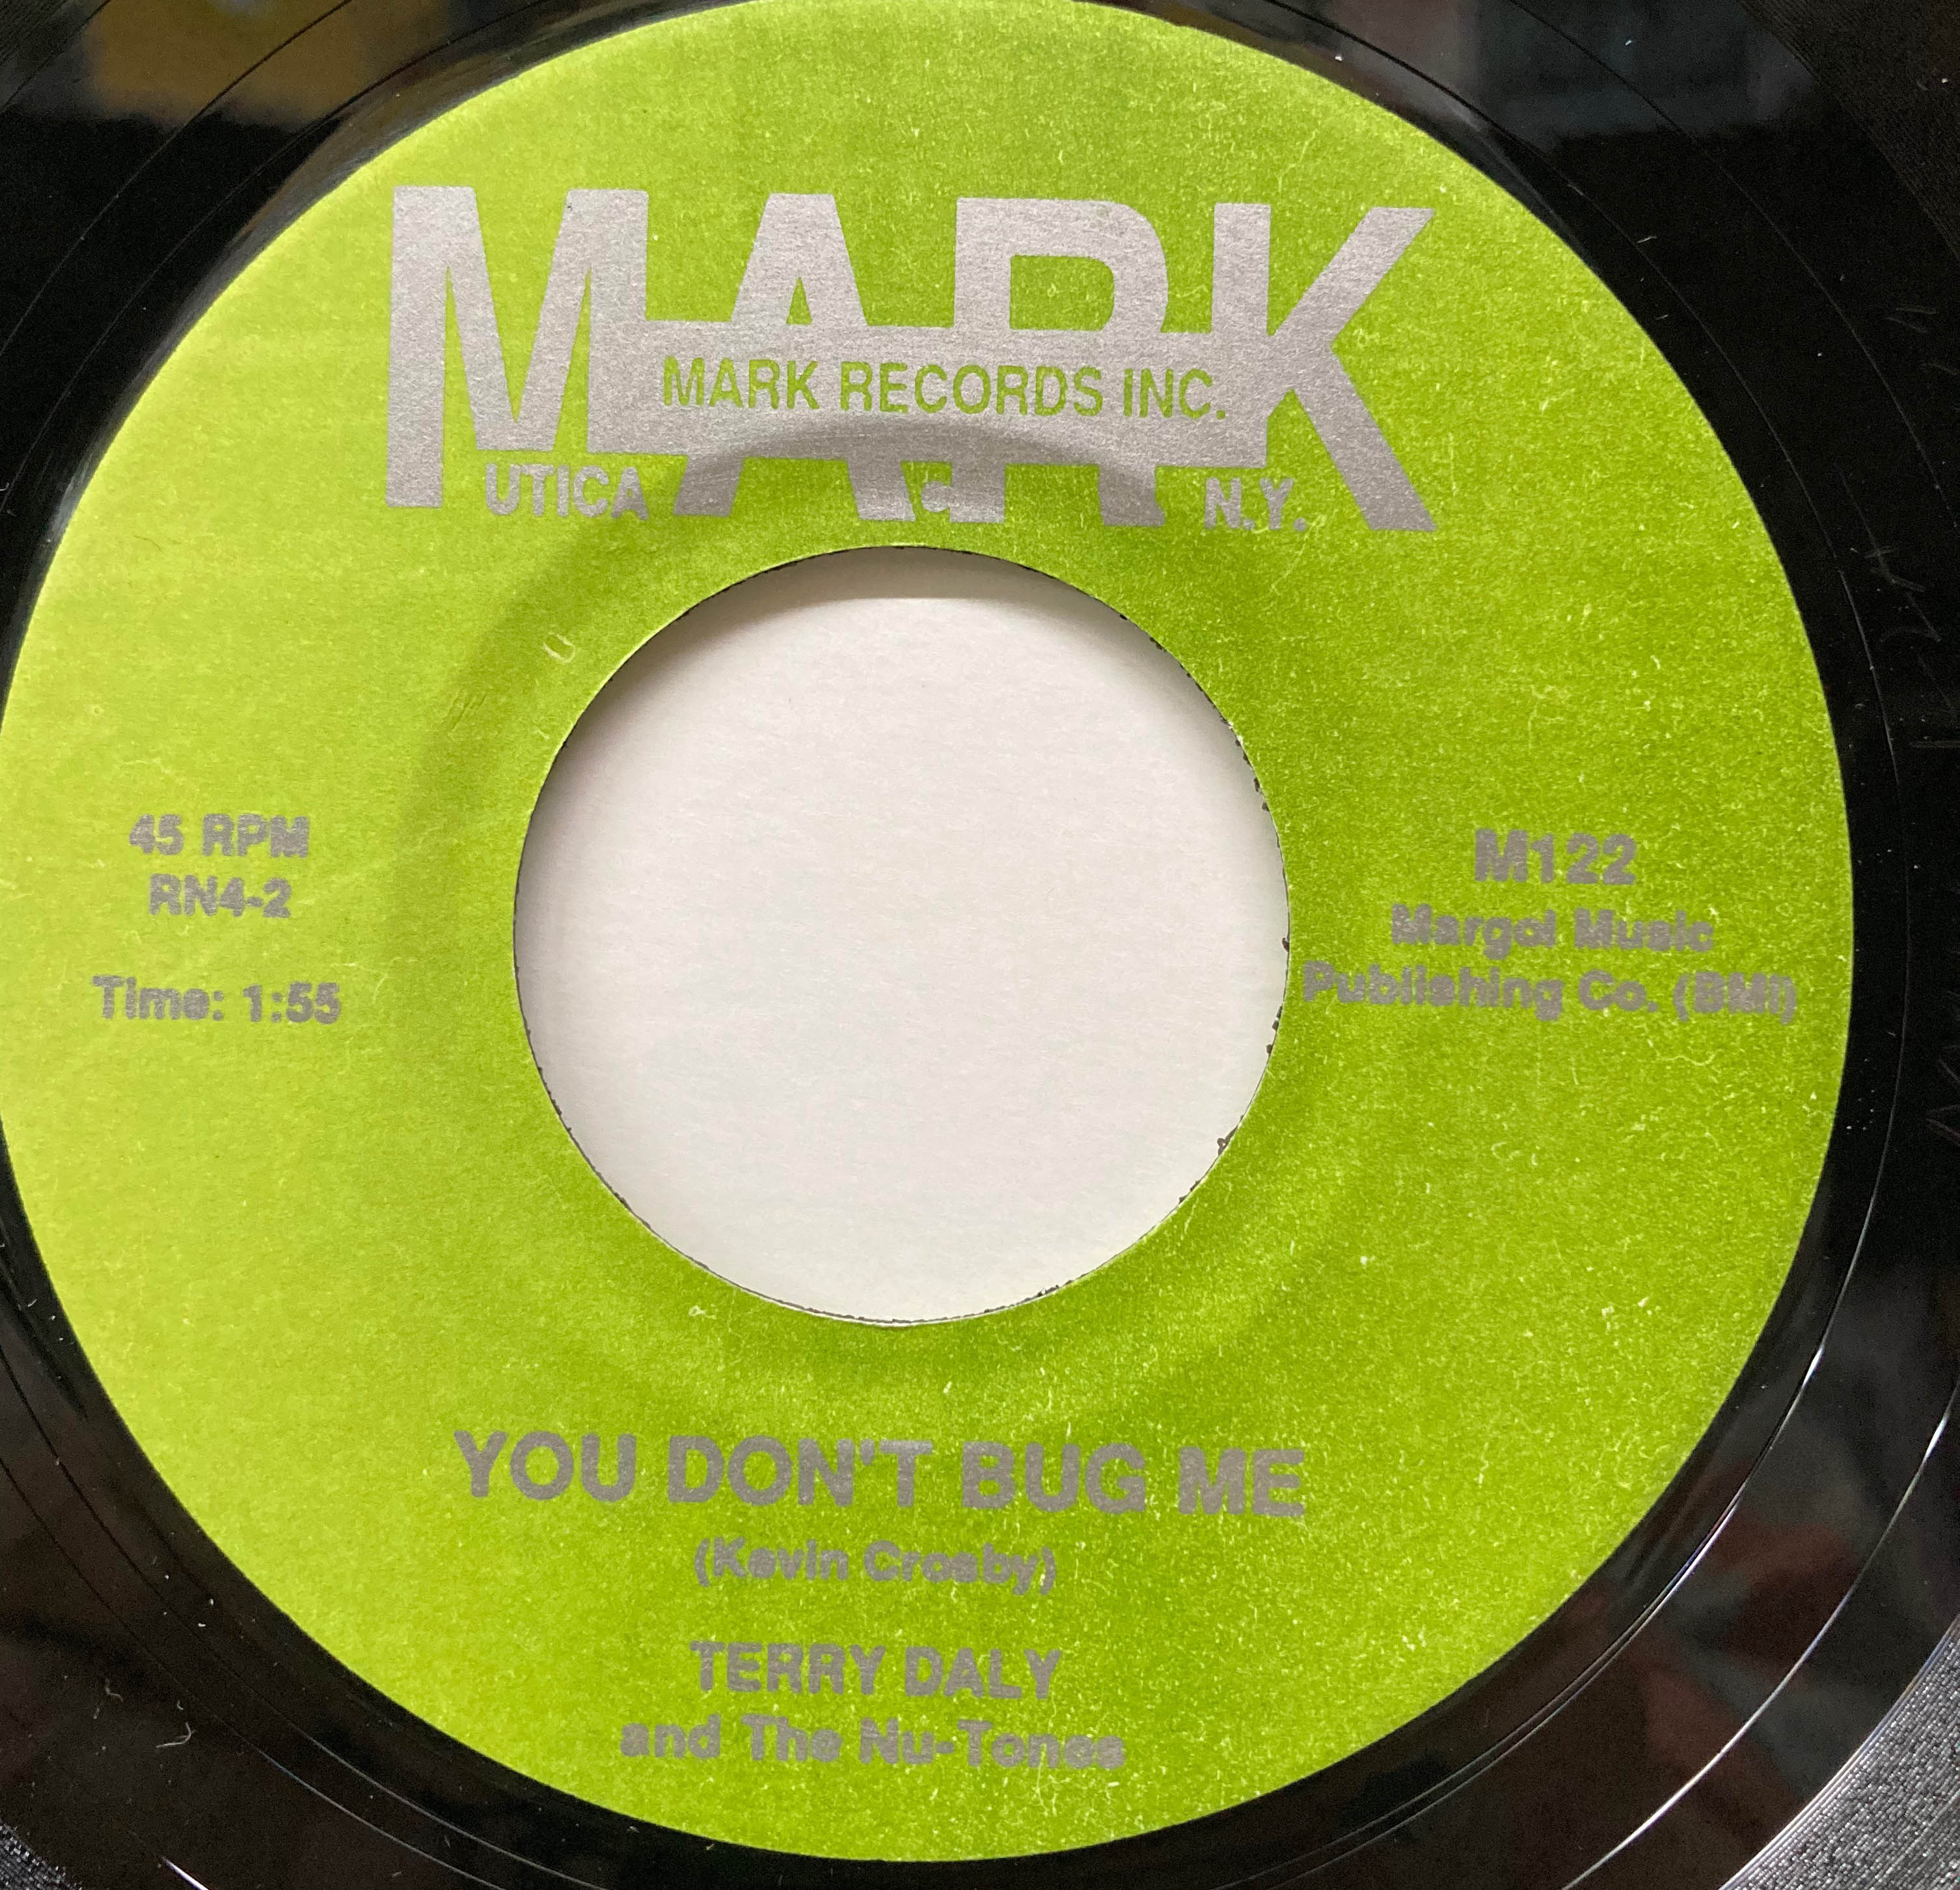 MARK
MARK RECORDS INC.
UTICA C N.Y.
45 RPM
RN4-2
Time: 1:55
M122
Margol Music
Publishing Co. (BMI)
YOU DON'T BUG ME
(Kevin Crosby)
TERRY DALY
and The Nu-Tones